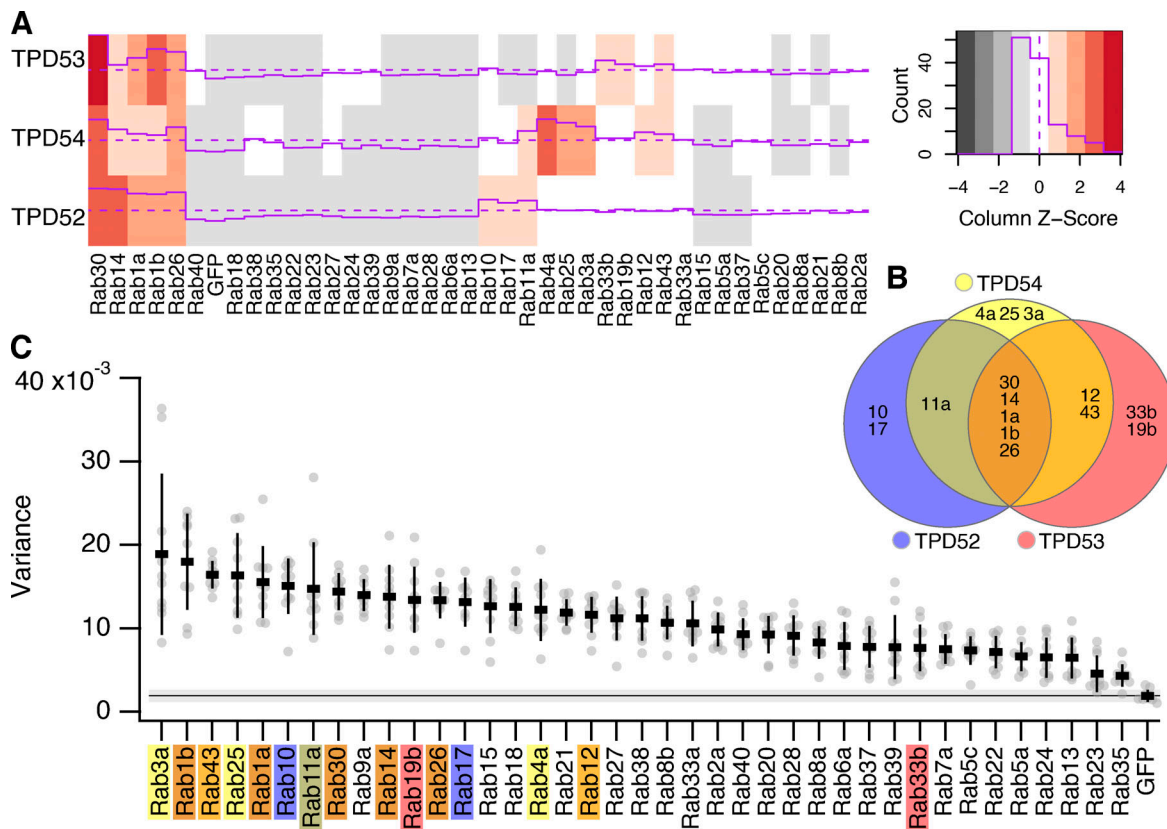 A
TPD53
TPD54
TPD52
Rab30
Rab14
Rab1a
Rab1b
Rab26
Rab40
GFP
Rab18
Rab38
Rab35
Rab22
Rab23
Rab27
Rab24
Rab39
Rab9a
Rab7a
Rab28
Rab6a
Rab13
Rab10
Rab17
Rab11a
Rab4a
Rab25
Rab3a
Rab33b
Rab19b
Rab12
Rab43
Rab33a
Rab15
Rab5a
Rab37
Rab5c
Rab20
Rab8a
Rab21
Rab8b
Rab2a
Count
40
20
0
−4 −2 0 2 4
Column Z−Score
B
TPD54
4a 25 3a
10
17
11a
30
14
1a
1b
26
12
43
33b
19b
TPD52
TPD53
C
40 x10-3
30
20
10
0
Variance
Rab3a
Rab1b
Rab43
Rab25
Rab1a
Rab10
Rab11a
Rab30
Rab9a
Rab14
Rab19b
Rab26
Rab17
Rab15
Rab18
Rab4a
Rab21
Rab12
Rab27
Rab38
Rab8b
Rab33a
Rab2a
Rab40
Rab20
Rab28
Rab8a
Rab6a
Rab37
Rab39
Rab33b
Rab7a
Rab5c
Rab22
Rab5a
Rab24
Rab13
Rab23
Rab35
GFP